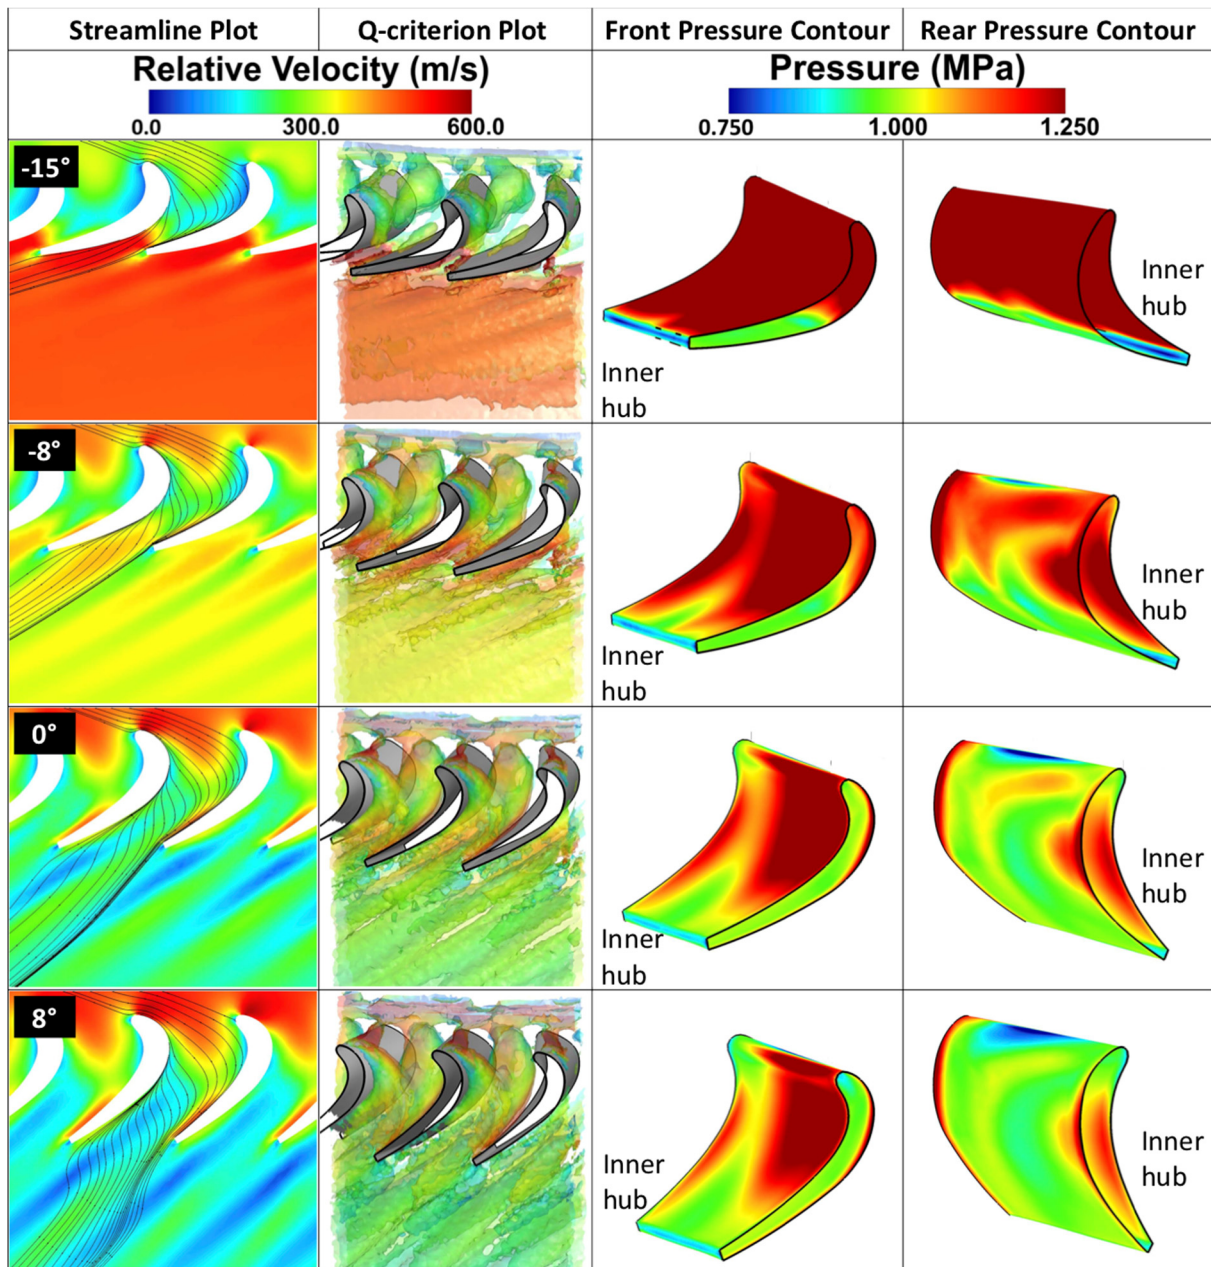 Streamline Plot
Q-criterion Plot
Front Pressure Contour
Rear Pressure Contour
Relative Velocity (m/s)
0.0
300.0
600.0
Pressure (MPa)
0.750
1.000
1.250
-15°
Inner
hub
Inner
hub
-8°
Inner
hub
Inner
hub
0°
Inner
hub
Inner
hub
8°
Inner
hub
Inner
hub